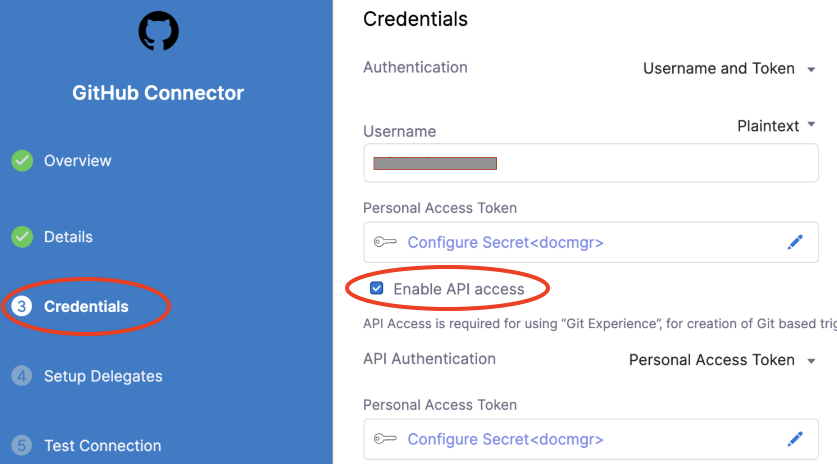 GitHub Connector
Overview
Details
3 Credentials
4 Setup Delegates
5 Test Connection
Credentials
Authentication Username and Token
Username Plaintext
Personal Access Token
Configure Secret<docmgr>
Enable API access
API Access is required for using “Git Experience”, for creation of Git based
API Authentication Personal Access Token
Personal Access Token
Configure Secret<docmgr>